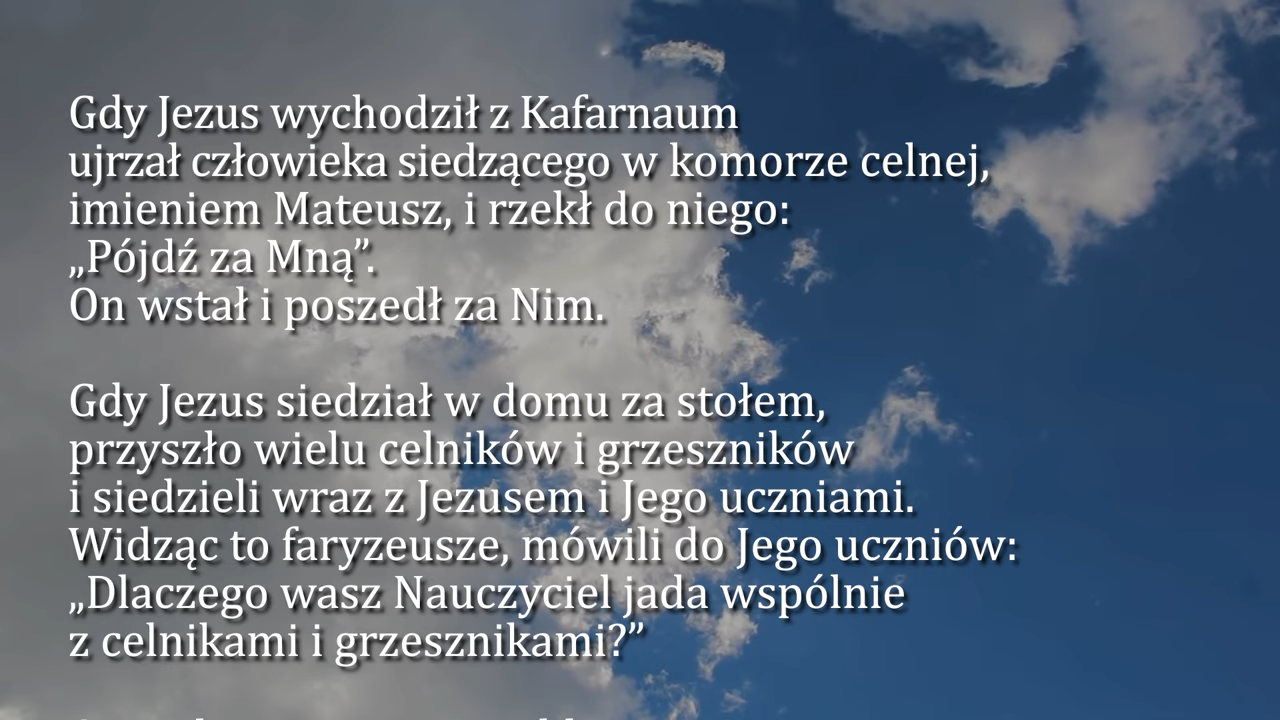 Gdy Jezus wychodził z Kafarnaum
ujrzał człowieka siedzącego w komorze celnej,
imieniem Mateusz, i rzekł do niego:
„Pójdź za Mną”.
On wstał i poszedł za Nim.
Gdy Jezus siedział w domu za stołem,
przyszło wielu celników i grzeszników
i siedzieli wraz z Jezusem i Jego uczniami.
Widząc to faryzeusze, mówili do Jego uczniów:
„Dlaczego wasz Nauczyciel jada wspólnie
z celnikami i grzesznikami?”